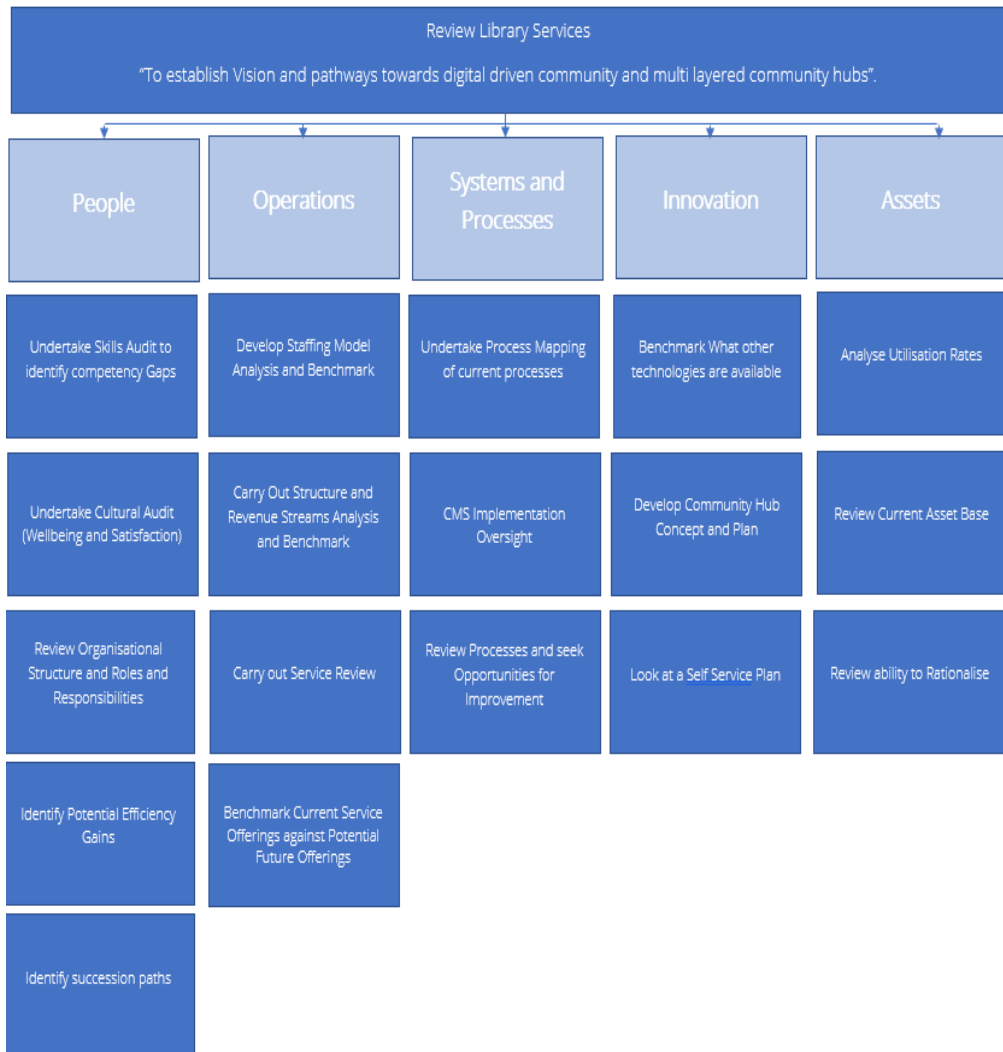 Review Library Services
“To establish Vision and pathways towards digital driven community and multi layered community hubs”.
People
Operations
Systems and
Processes
Innovation
Assets
Undertake Skills Audit to
identify competency Gaps
Develop Staffing Model
Analysis and Benchmark
Undertake Process Mapping
of current processes
Benchmark What other
technologies are available
Analyse Utilisation Rates
Undertake Cultural Audit
(Wellbeing and Satisfaction)
Carry Out Structure and
Revenue Streams Analysis
and Benchmark
CMS Implementation
Oversight
Develop Community Hub
Concept and Plan
Review Current Asset Base
Review Organisational
Structure and Roles and
Responsibilities
Carry out Service Review
Review Processes and seek
Opportunities for
Improvement
Look at a Self Service Plan
Review ability to Rationalise
Identify Potential Efficiency
Gains
Benchmark Current Service
Offerings against Potential
Future Offerings
Identify succession paths